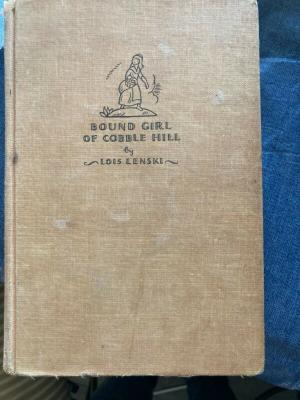 BOUND GIRL
OF COBBLE HILL
By
LOIS LENSKI